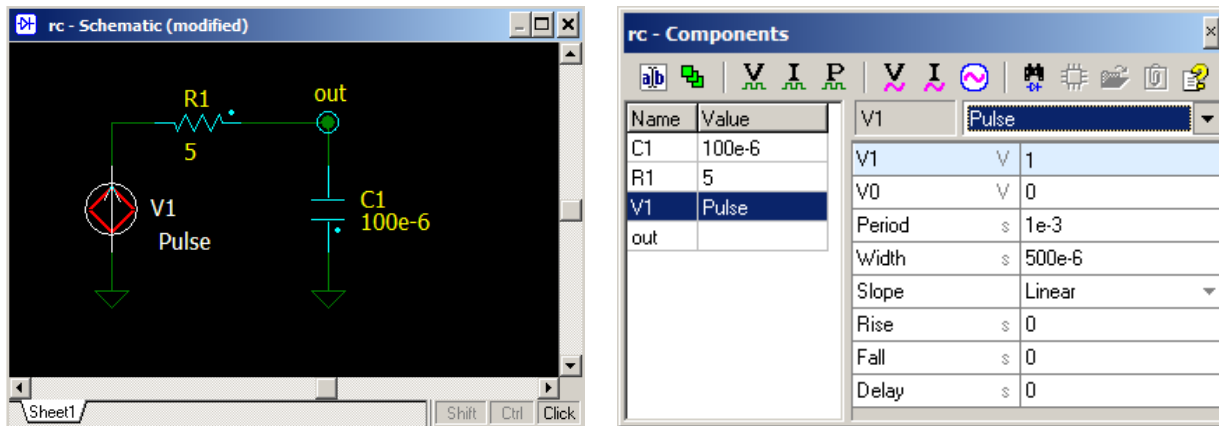 rc - Schematic (modified)
R1
5
out
V1
Pulse
C1
100e-6
Sheet1
Shift Ctrl Click
rc - Components
ab V I P V I
Name Value
C1 100e-6
R1 5
V1 Pulse
out
V1 Pulse
V1 V 1
V0 V 0
Period s 1e-3
Width s 500e-6
Slope Linear
Rise s 0
Fall s 0
Delay s 0